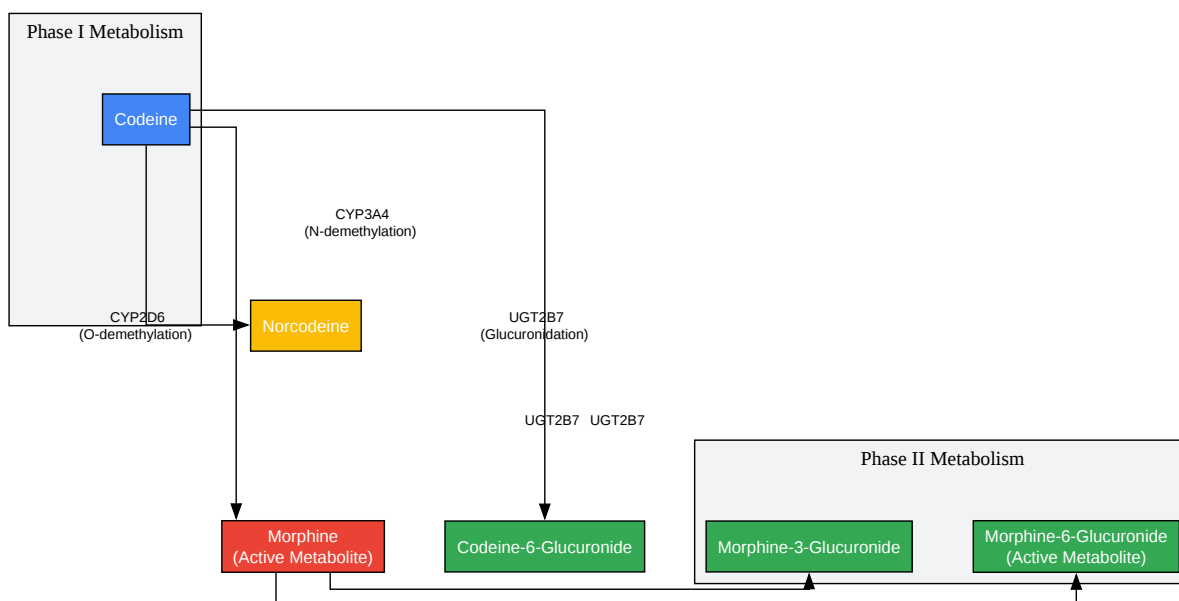 Phase I Metabolism
Codeine
CYP3A4
(N-demethylation)
CYP2D6
(O-demethylation)
Norcodeine
UGT2B7
(Glucuronidation)
UGT2B7 UGT2B7
Phase II Metabolism
Morphine
(Active Metabolite)
Codeine-6-Glucuronide
Morphine-3-Glucuronide
Morphine-6-Glucuronide
(Active Metabolite)